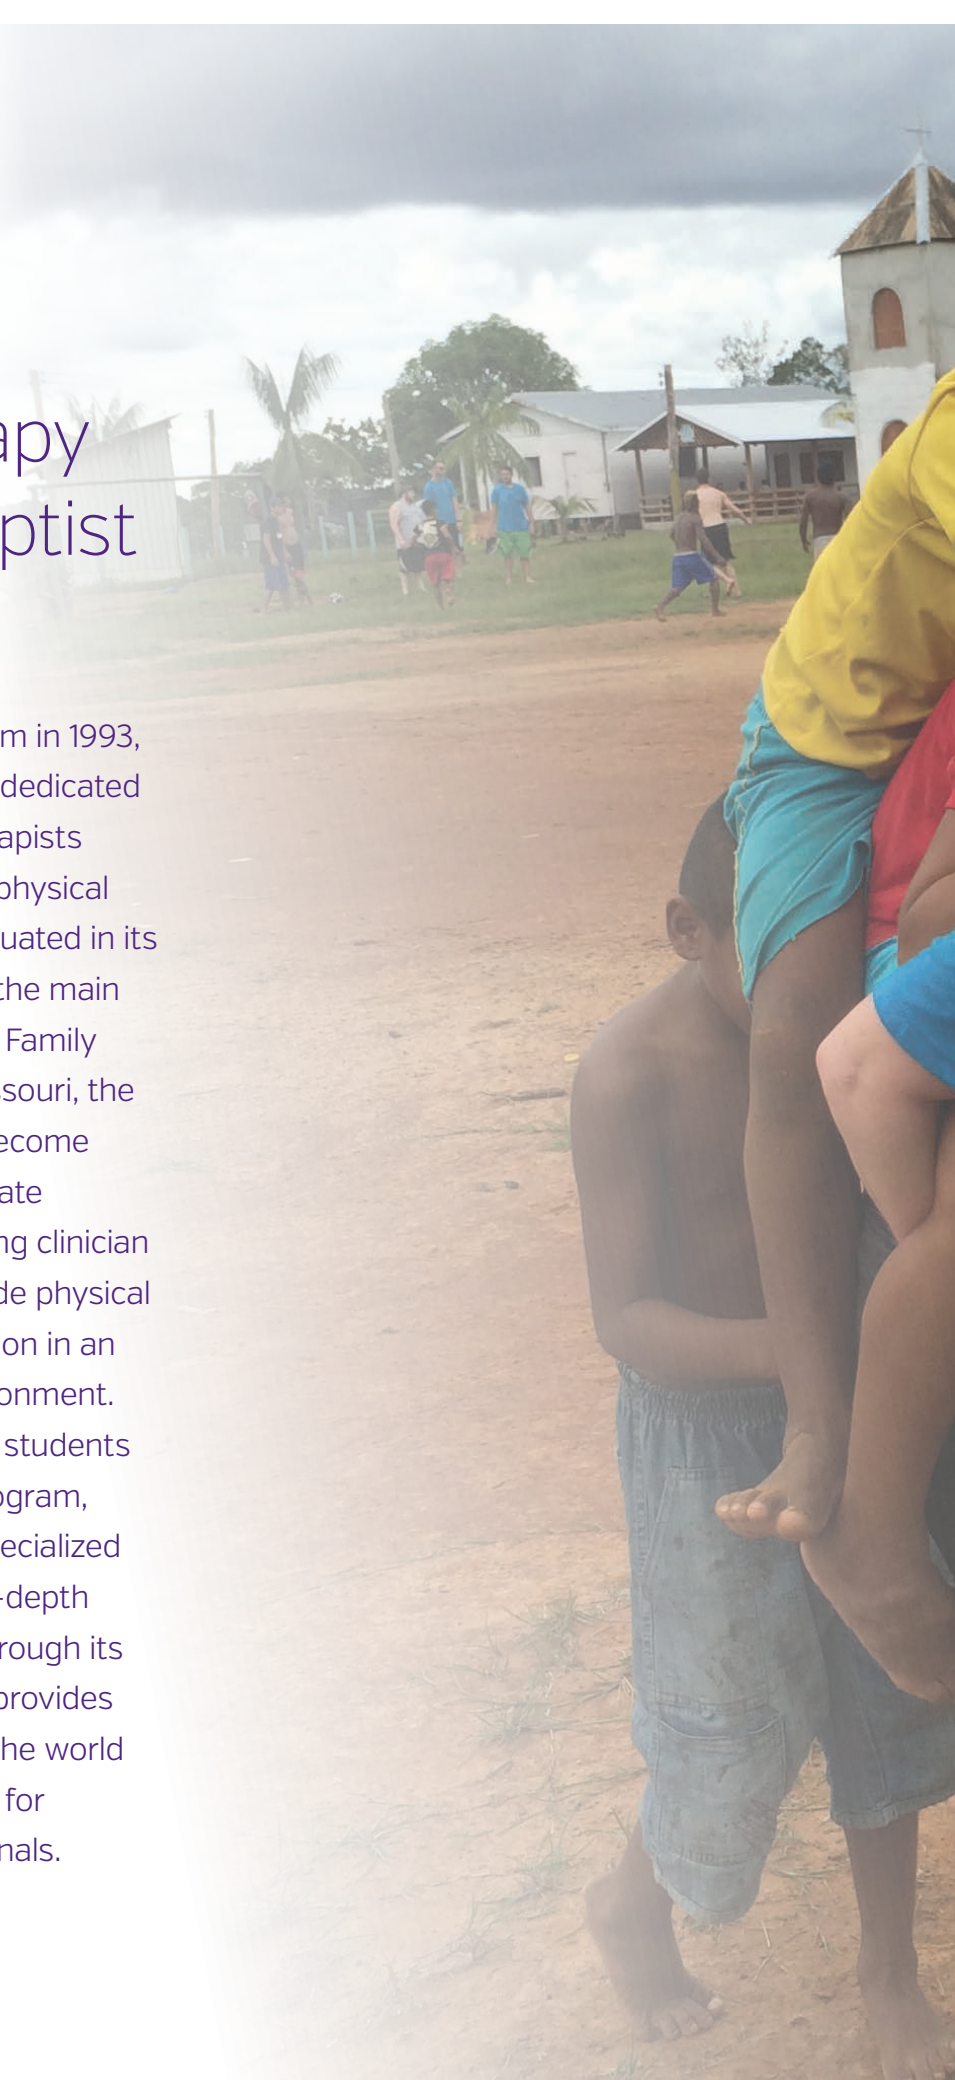 apy
ptist
m in 1993,
dedicated
apists
physical
uated in its
the main
Family
souri, the
ecome
ate
ng clinician
de physical
on in an
onment.
students
ogram,
ecialized
-depth
rough its
provides
he world
for
nals.